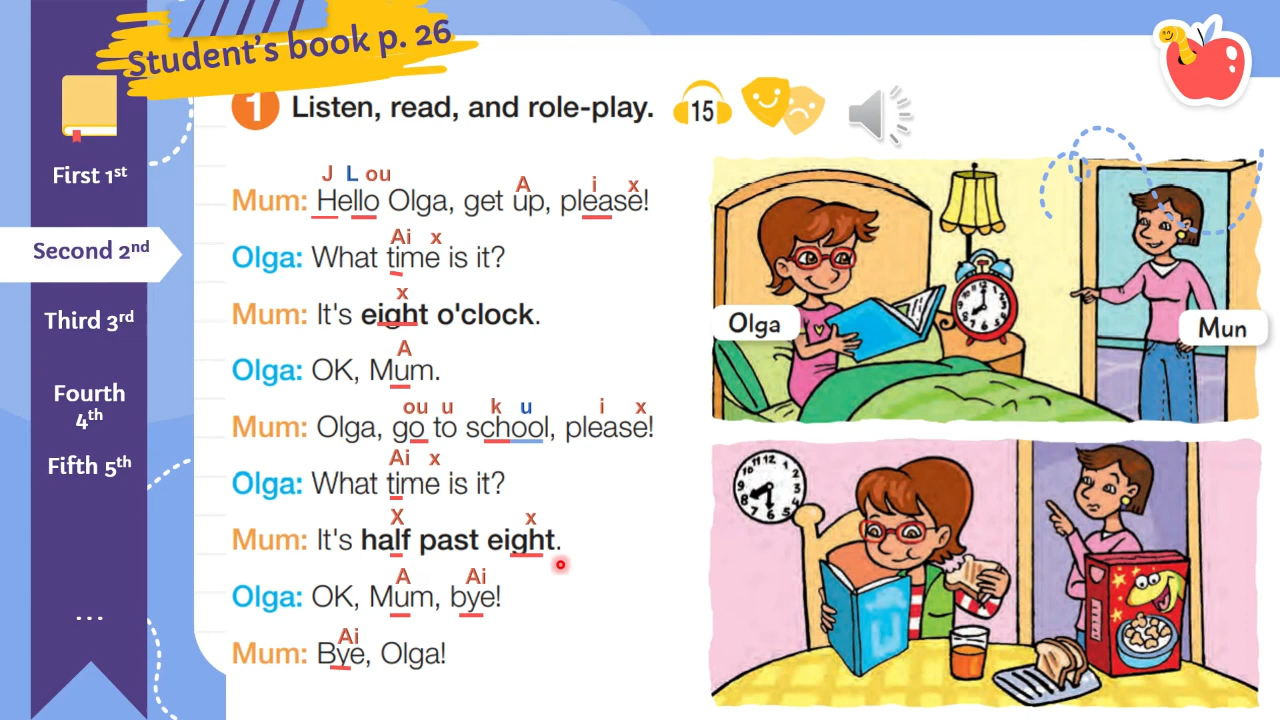 Student's book p. 26
1 Listen, read, and role-play.
15
First 1st
Second 2nd
Third 3rd
Fourth
4th
Fifth 5th
...
J L ou A i x
Mum: Hello Olga, get up, please!
Ai x
Olga: What time is it?
x
Mum: It's eight o'clock.
A
Olga: OK, Mum.
ou u k u i x
Mum: Olga, go to school, please!
Ai x
Olga: What time is it?
X x
Mum: It's half past eight.
A Ai
Olga: OK, Mum, bye!
Ai
Mum: Bye, Olga!
Olga
Mun